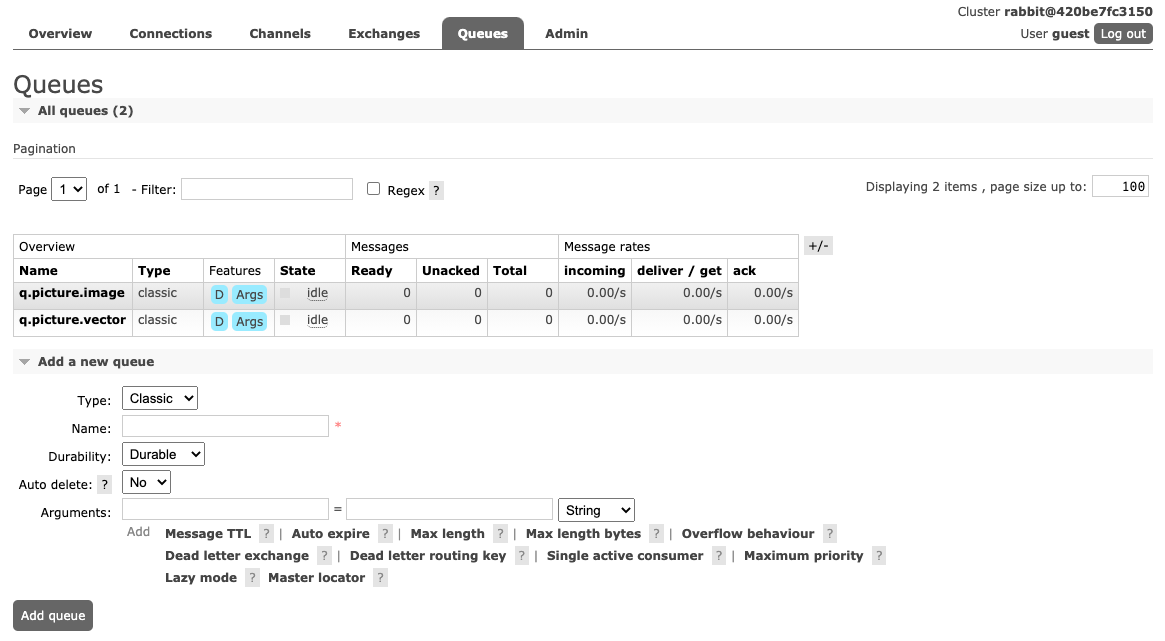 Cluster rabbit@420be7fc3150
Overview Connections Channels Exchanges Queues Admin User guest Log out
Queues
All queues (2)
Pagination
Page 1 of 1 - Filter: Regex ? Displaying 2 items , page size up to: 100
Overview Messages Message rates +/-
Name Type Features State Ready Unacked Total incoming deliver / get ack
q.picture.image classic D Args idle 0 0 0 0.00/s 0.00/s 0.00/s
q.picture.vector classic D Args idle 0 0 0 0.00/s 0.00/s 0.00/s
Add a new queue
Type: Classic
Name: *
Durability: Durable
Auto delete: ? No
Arguments: = String
Add Message TTL ? | Auto expire ? | Max length ? | Max length bytes ? | Overflow behaviour ?
Dead letter exchange ? | Dead letter routing key ? | Single active consumer ? | Maximum priority ?
Lazy mode ? Master locator ?
Add queue